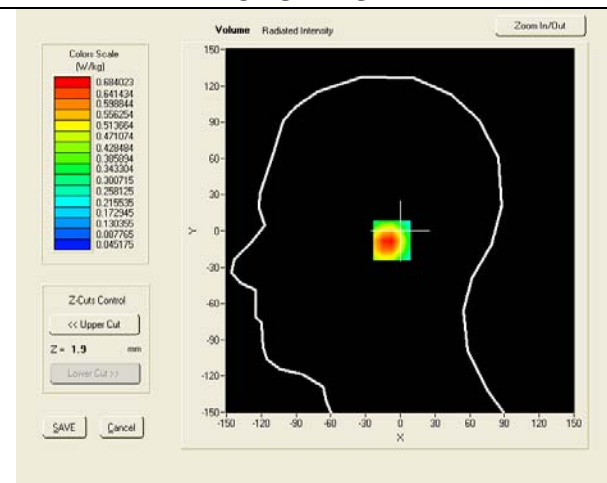 Volume Radiated Intensity
Zoom In/Out
Colors Scale
(W/kg)
0.684023
0.641434
0.598844
0.556254
0.513664
0.471074
0.428484
0.385894
0.343304
0.300715
0.258125
0.215535
0.172945
0.130355
0.087765
0.045175
Z-Cuts Control
<< Upper Cut
Z = 1.9 mm
Lower Cut >>
SAVE Cancel
150
120
90
60
30
0
-30
-60
-90
-120
-150
Y
-150 -120 -90 -60 -30 0 30 60 90 120 150
X